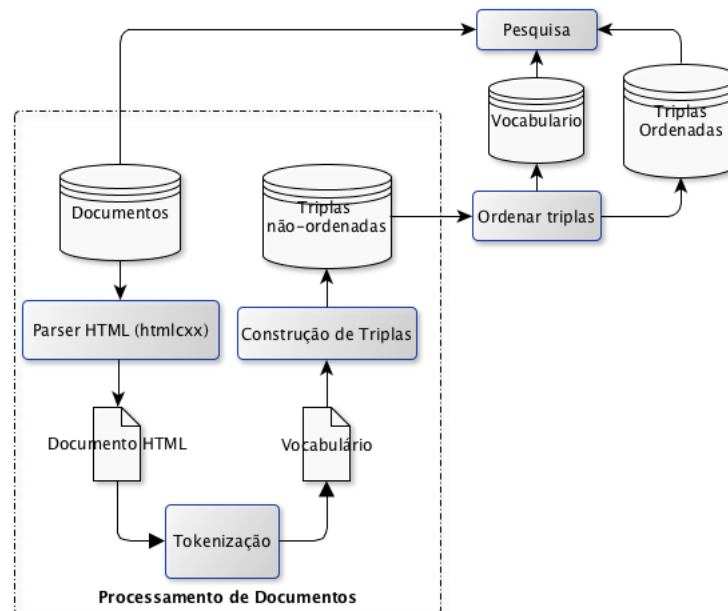 Pesquisa
Vocabulario
Triplas
Ordenadas
Documentos
Triplas
não-ordenadas
Ordenar triplas
Parser HTML (htmlcxx)
Construção de Triplas
Documento HTML
Vocabulário
Tokenização
Processamento de Documentos